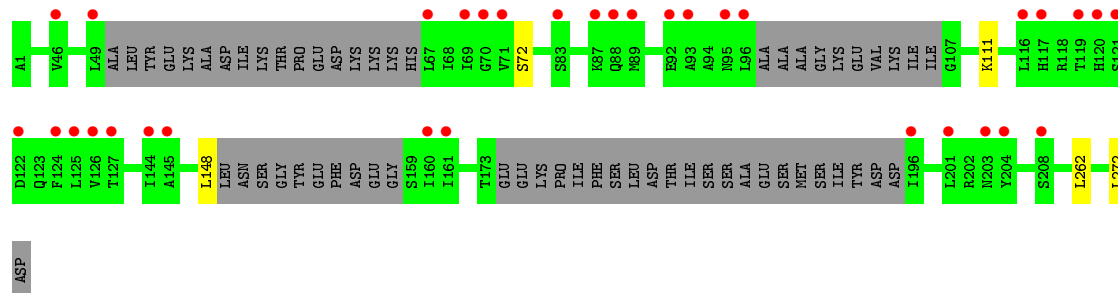 A1 V46 L49 ALA LEU TYR GLU LYS ALA ASP ILE LYS THR PRO GLU ASP LYS LYS LYS HIS L67 I68 I69 G70 V71 S72 S83 K87 Q88 M89 E92 A93 A94 N95 L96 ALA ALA ALA GLY LYS GLU VAL LYS ILE ILE G107 K111 L116 H117 R118 T119 H120 S121
D122 Q123 F124 L125 V126 T127 I144 A145 L148 LEU ASN SER GLY TYR GLU PHE ASP GLU GLY S159 I160 I161 T173 GLU GLU LYS PRO ILE PHE SER LEU ASP THR ILE SER SER ALA GLU SER MET SER ILE TYR ASP ASP I196 L201 R202 N203 Y204 S208 L262 L272
ASP